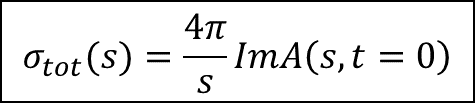 σ_tot(s) = 4π/s ImA(s, t = 0)